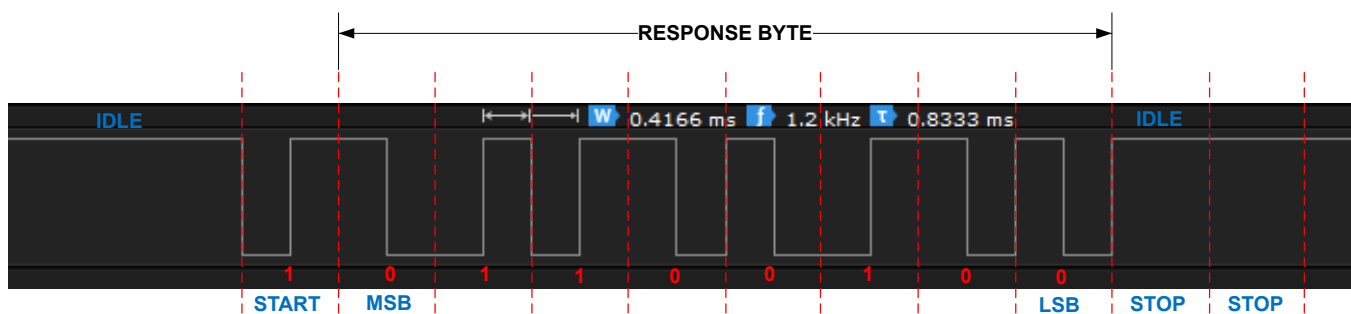 RESPONSE BYTE
IDLE
W 0.4166 ms f 1.2 kHz τ 0.8333 ms
IDLE
1 0 1 1 0 0 1 0 0
START MSB LSB STOP STOP